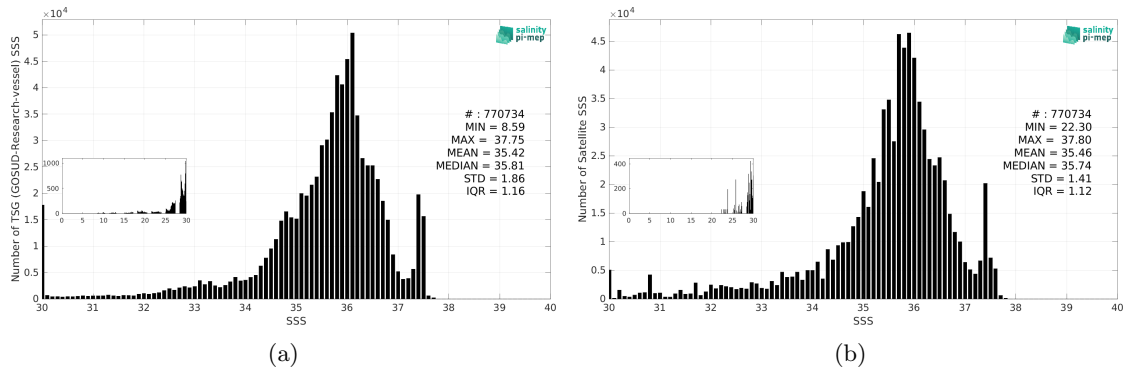 ×10⁴
5
4.5
4
3.5
3
2.5
2
1.5
1
0.5
0
Number of TSG (GOSUD-Research-vessel) SSS
salinity
pi-mep
# : 770734
MIN = 8.59
MAX = 37.75
MEAN = 35.42
MEDIAN = 35.81
STD = 1.86
IQR = 1.16
1000
500
0
0 5 10 15 20 25 30
30 31 32 33 34 35 36 37 38 39 40
SSS
(a)
×10⁴
4.5
4
3.5
3
2.5
2
1.5
1
0.5
0
Number of Satellite SSS
salinity
pi-mep
# : 770734
MIN = 22.30
MAX = 37.80
MEAN = 35.46
MEDIAN = 35.74
STD = 1.41
IQR = 1.12
400
200
0
0 5 10 15 20 25 30
30 31 32 33 34 35 36 37 38 39 40
SSS
(b)